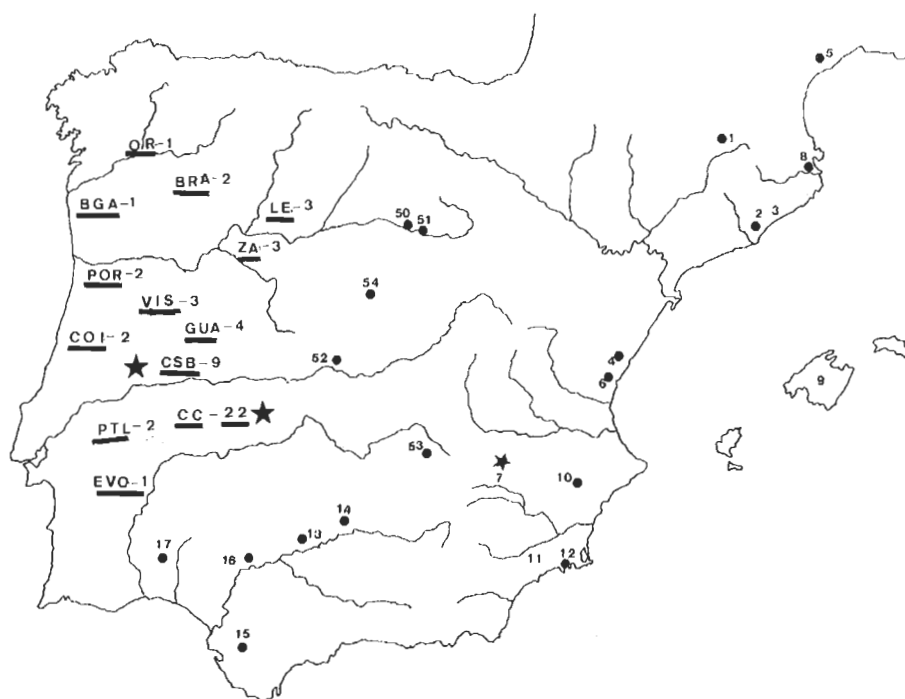 5
OR-1
1
BRA-2
8
BGA-1
LE-3
50
51
2
3
ZA-3
POR-2
54
VIS-3
GUA-4
COI-2
52
4
CSB-9
6
9
CC-22
PTL-2
53
7
10
EVO-1
14
13
17
16
11
12
15